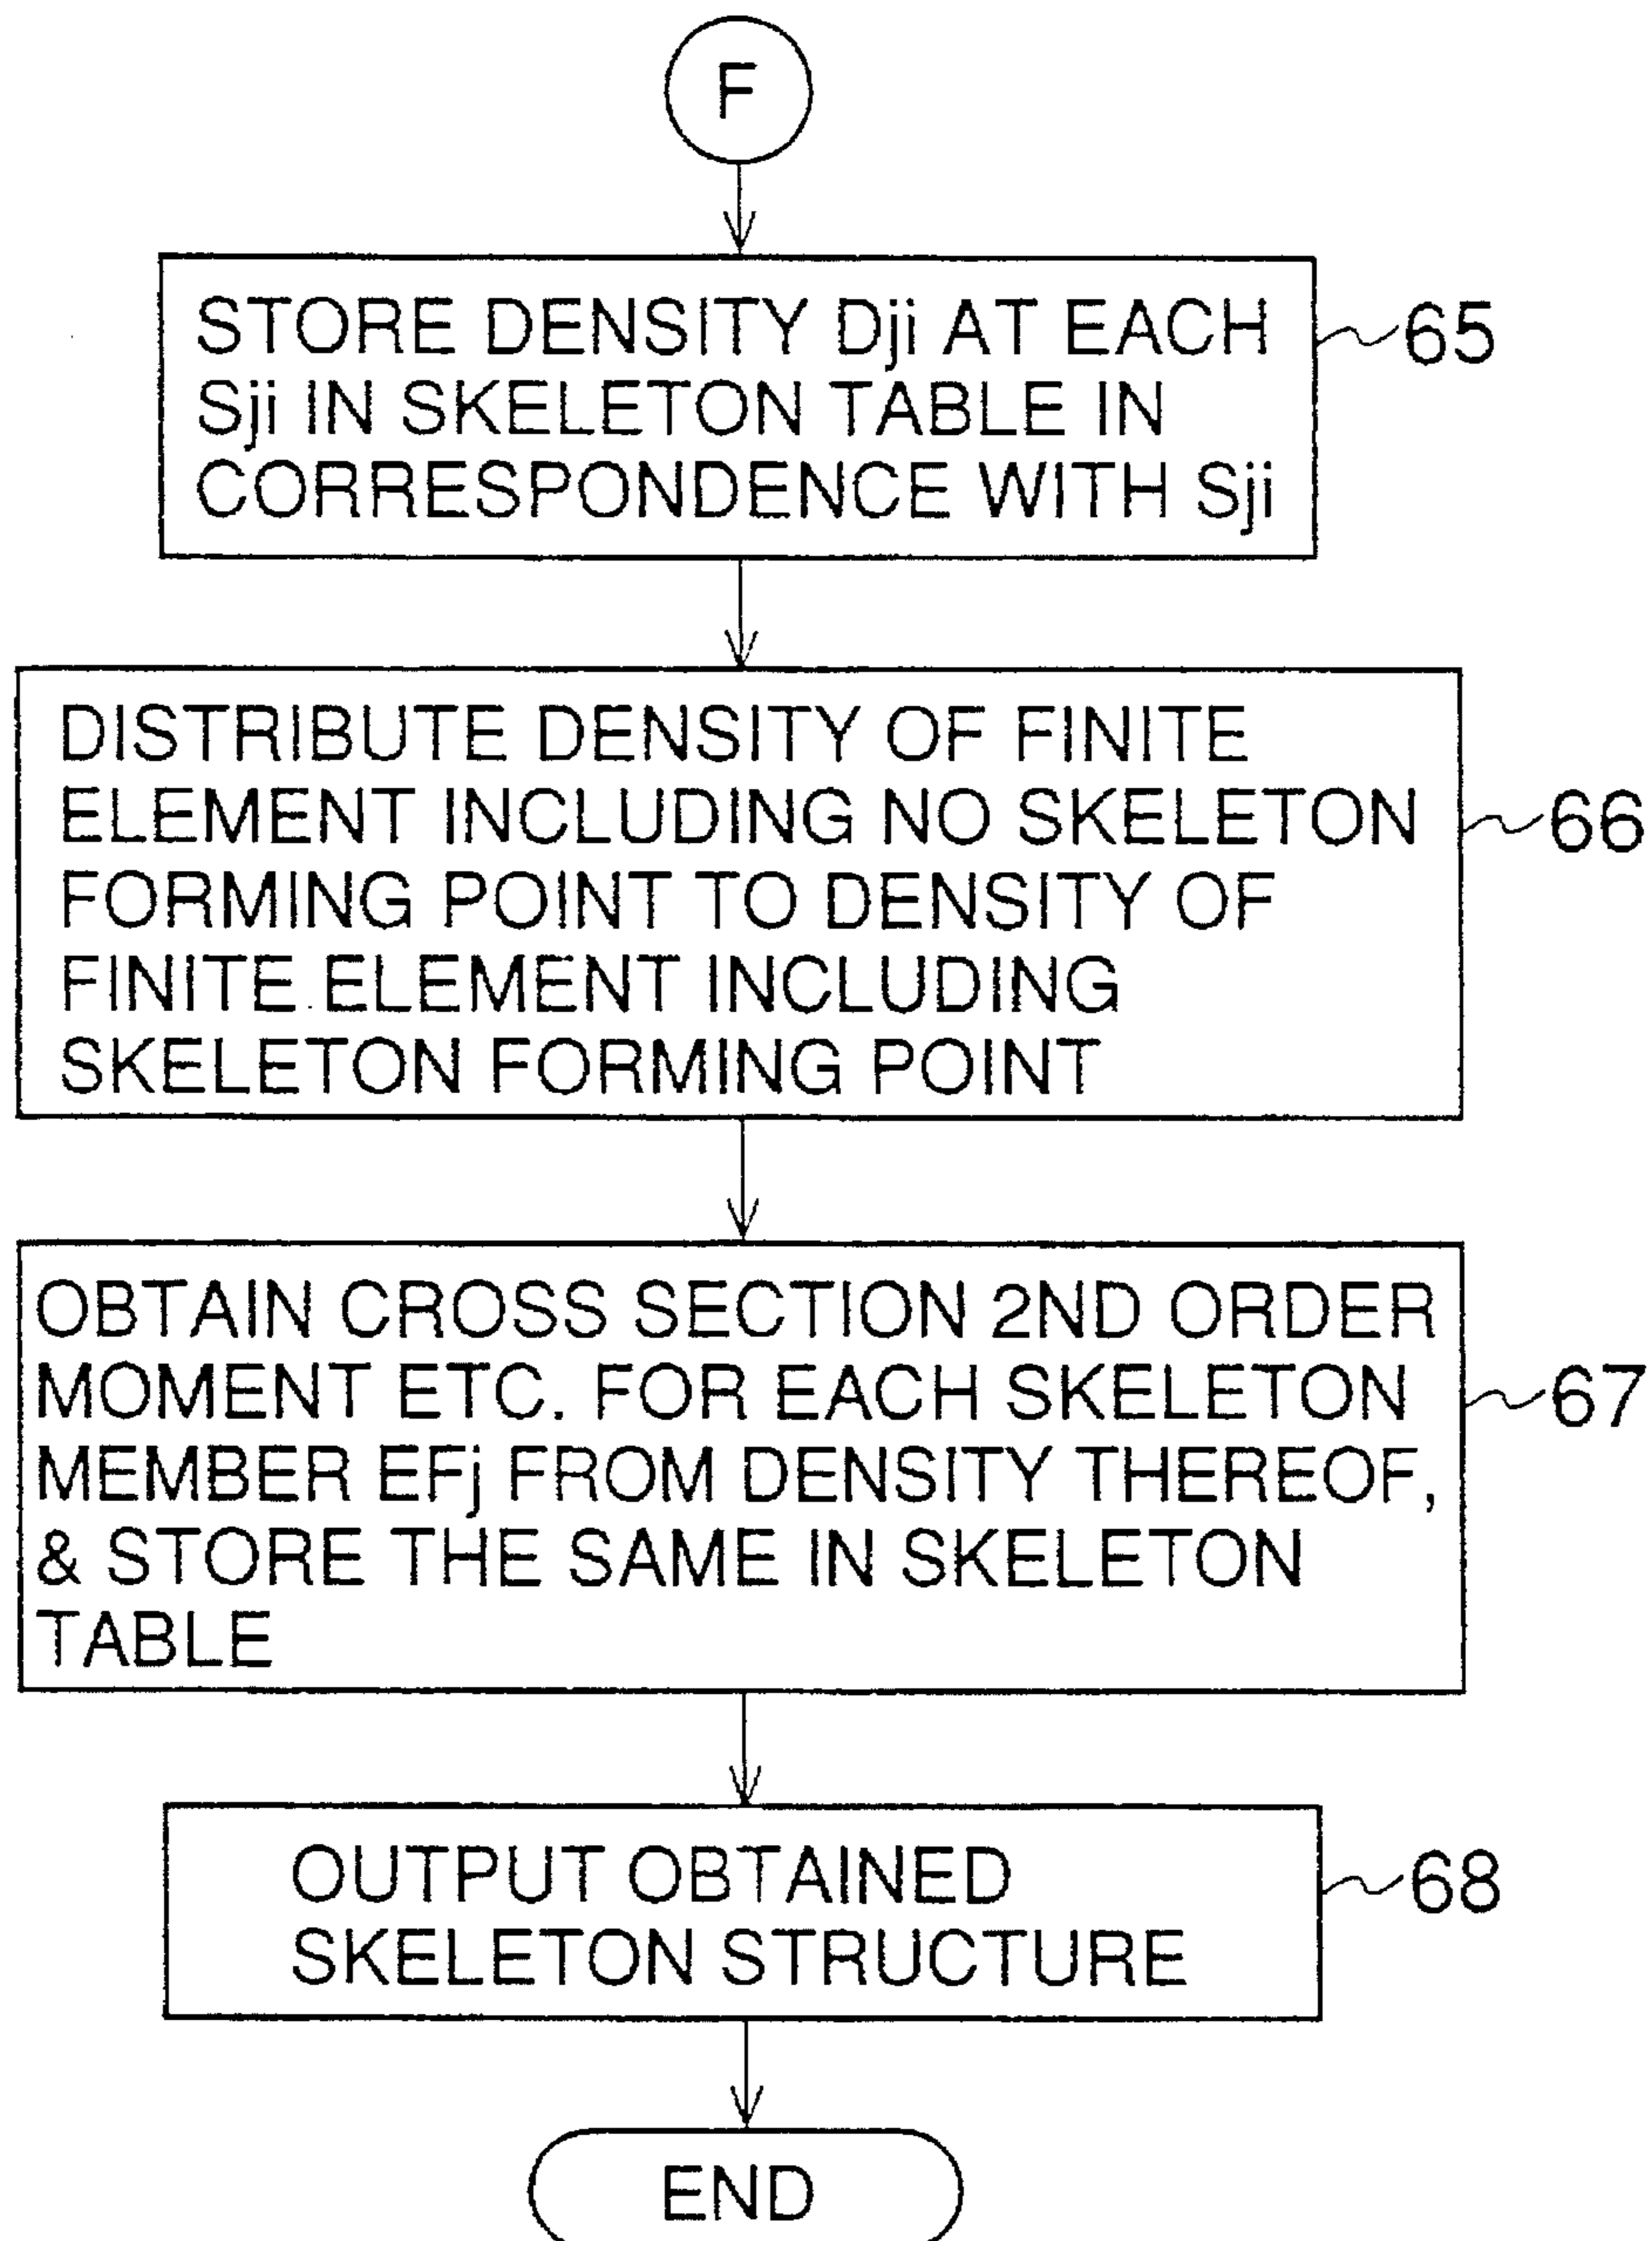 F
STORE DENSITY Dji AT EACH
Sji IN SKELETON TABLE IN
CORRESPONDENCE WITH Sji
65
DISTRIBUTE DENSITY OF FINITE
ELEMENT INCLUDING NO SKELETON
FORMING POINT TO DENSITY OF
FINITE ELEMENT INCLUDING
SKELETON FORMING POINT
66
OBTAIN CROSS SECTION 2ND ORDER
MOMENT ETC. FOR EACH SKELETON
MEMBER EFj FROM DENSITY THEREOF,
& STORE THE SAME IN SKELETON
TABLE
67
OUTPUT OBTAINED
SKELETON STRUCTURE
68
END